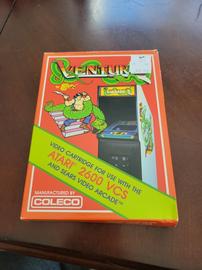 VENTURE
VIDEO CARTRIDGE FOR USE WITH THE
ATARI 2600 VCS
AND SEARS VIDEO ARCADE™
MANUFACTURED BY
COLECO